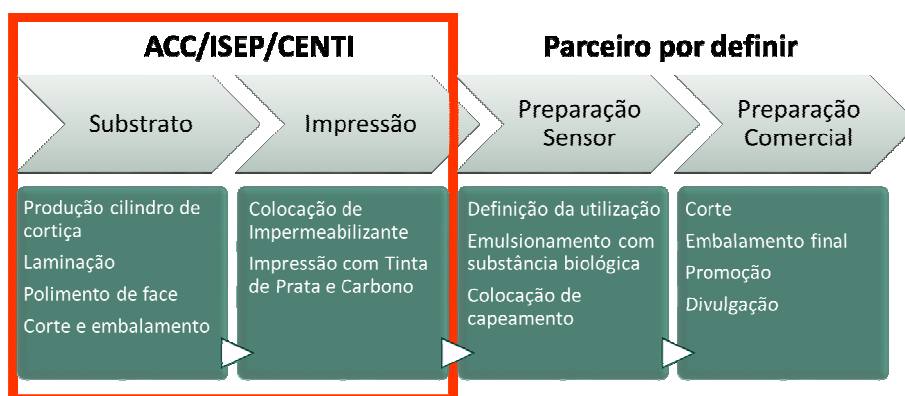 ACC/ISEP/CENTI
Parceiro por definir
Substrato
Impressão
Preparação
Sensor
Preparação
Comercial
Produção cilindro de
cortiça
Laminação
Polimento de face
Corte e embalamento
Colocação de
Impermeabilizante
Impressão com Tinta
de Prata e Carbono
Definição da utilização
Emulsionamento com
substância biológica
Colocação de
capeamento
Corte
Embalamento final
Promoção
Divulgação